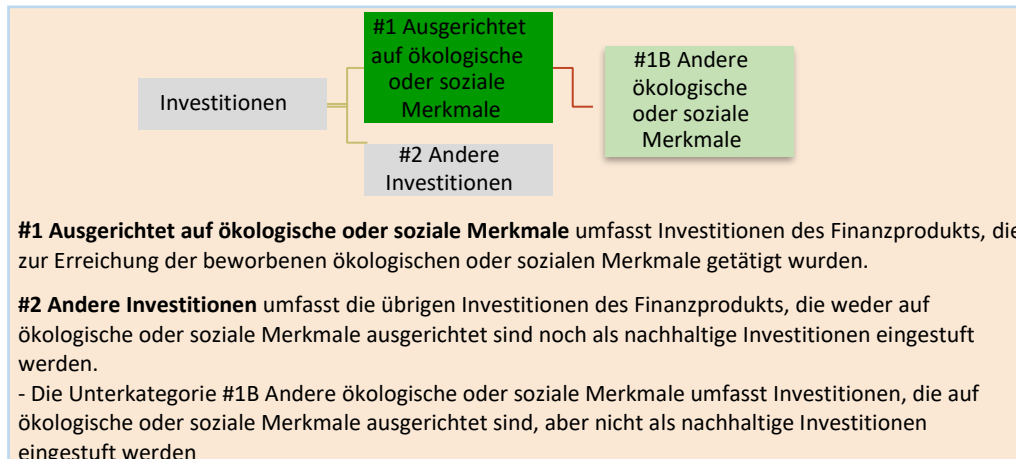 #1 Ausgerichtet
auf ökologische
oder soziale
Merkmale
#1B Andere
ökologische
oder soziale
Merkmale
Investitionen
#2 Andere
Investitionen
#1 Ausgerichtet auf ökologische oder soziale Merkmale umfasst Investitionen des Finanzprodukts, die
zur Erreichung der beworbenen ökologischen oder sozialen Merkmale getätigt wurden.
#2 Andere Investitionen umfasst die übrigen Investitionen des Finanzprodukts, die weder auf
ökologische oder soziale Merkmale ausgerichtet sind noch als nachhaltige Investitionen eingestuft
werden.
- Die Unterkategorie #1B Andere ökologische oder soziale Merkmale umfasst Investitionen, die auf
ökologische oder soziale Merkmale ausgerichtet sind, aber nicht als nachhaltige Investitionen
eingestuft werden